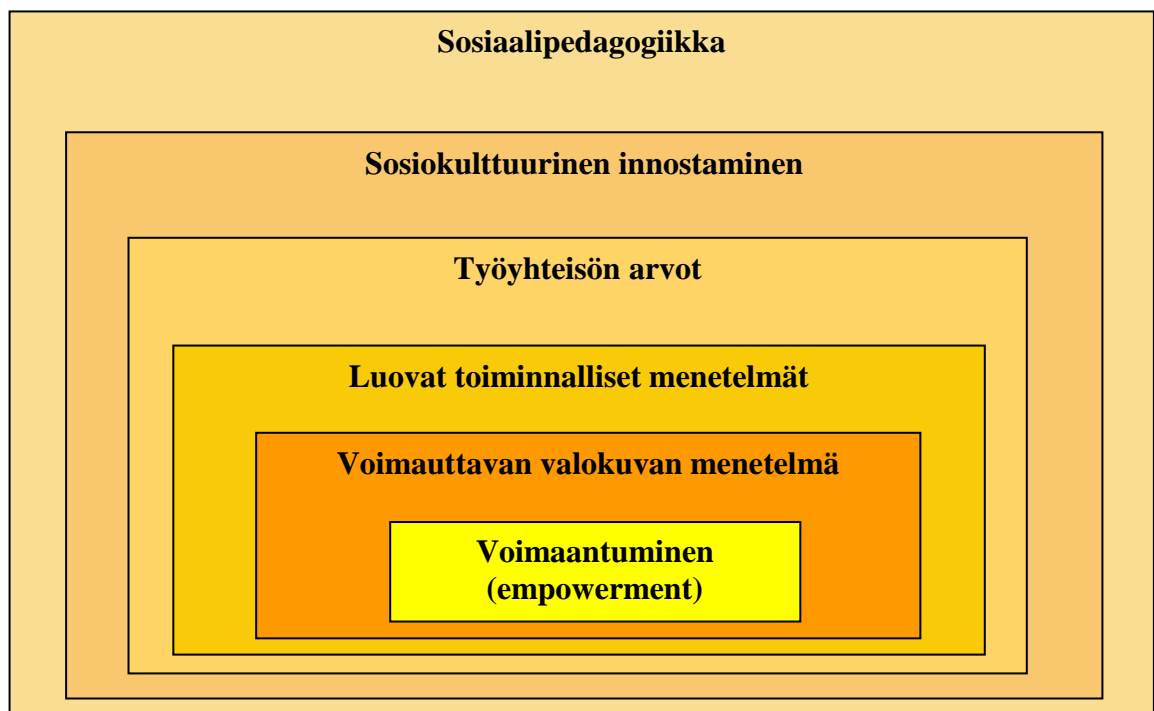 Sosiaalipedagogiikka
Sosiokulttuurinen innostaminen
Työyhteisön arvot
Luovat toiminnalliset menetelmät
Voimauttavan valokuvan menetelmä
Voimaantuminen
(empowerment)